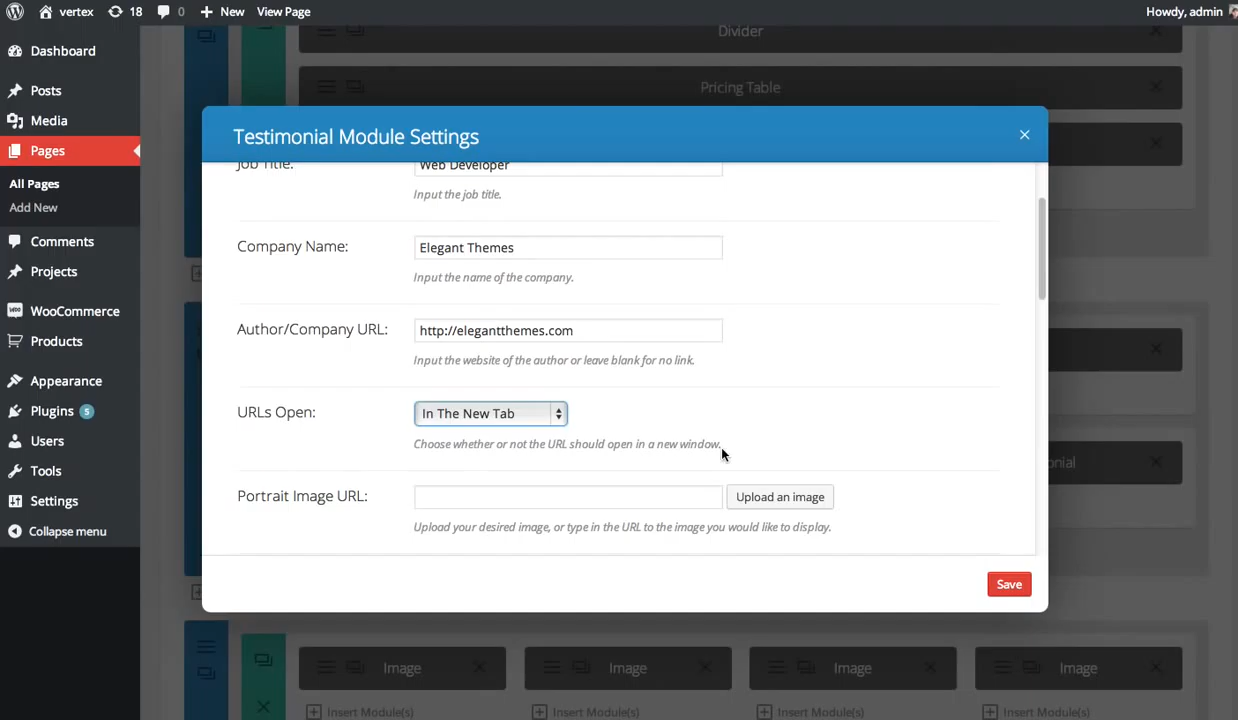 vertex
18
0
New
View Page
Howdy, admin
Dashboard
Posts
Media
Pages
All Pages
Add New
Comments
Projects
WooCommerce
Products
Appearance
Plugins 5
Users
Tools
Settings
Collapse menu
Divider
Pricing Table
Testimonial Module Settings
Job Title:
Web Developer
Input the job title.
Company Name:
Elegant Themes
Input the name of the company.
Author/Company URL:
http://elegantthemes.com
Input the website of the author or leave blank for no link.
URLs Open:
In The New Tab
Choose whether or not the URL should open in a new window.
Portrait Image URL:
Upload an image
Upload your desired image, or type in the URL to the image you would like to display.
Save
Image
Image
Image
Image
Insert Module(s)
Insert Module(s)
Insert Module(s)
Insert Module(s)